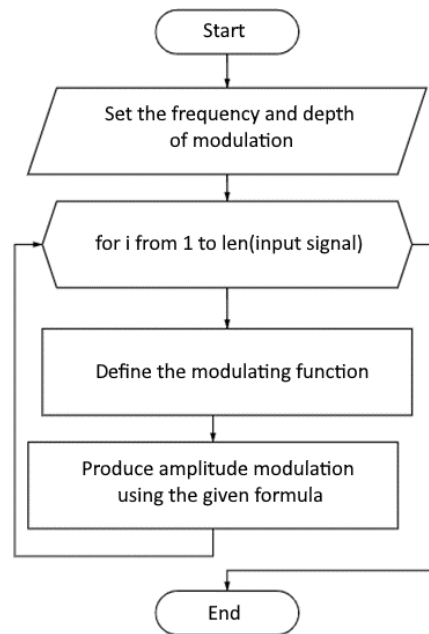 Start
Set the frequency and depth
of modulation
for i from 1 to len(input signal)
Define the modulating function
Produce amplitude modulation
using the given formula
End